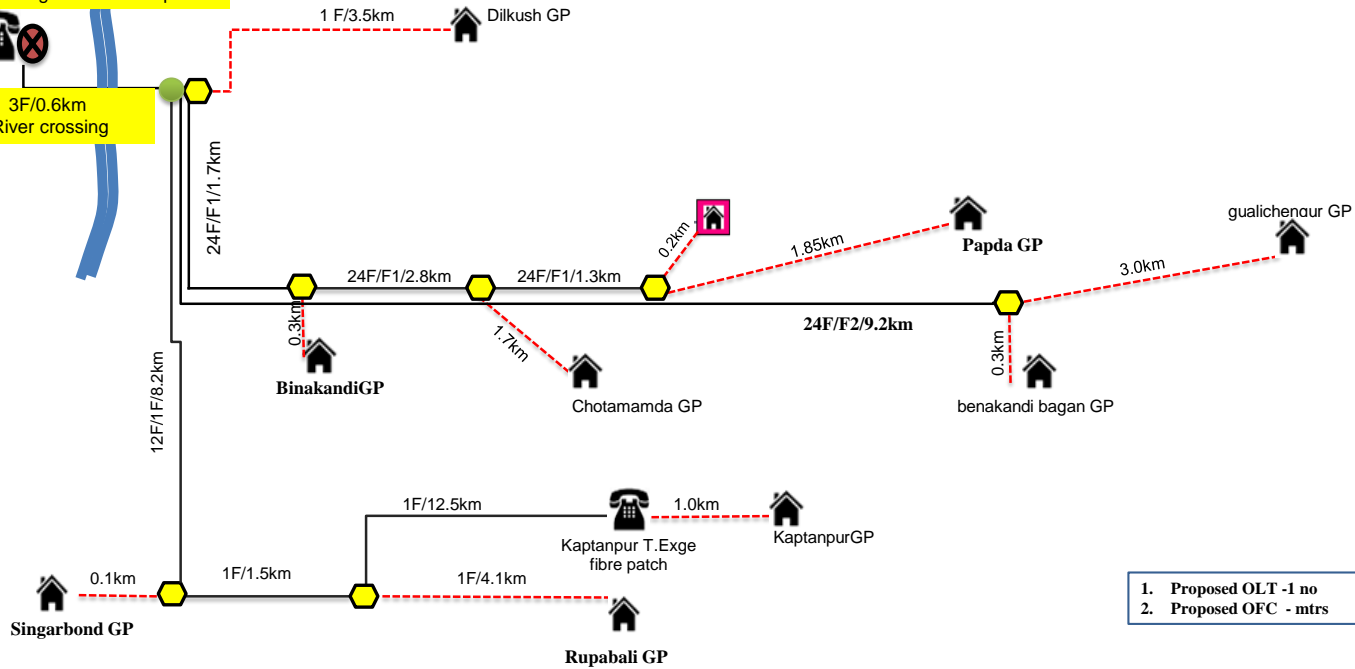 1 F/3.5km
Dilkush GP
3F/0.6km
River crossing
24F/F1/1.7km
0.2km
1.85km
Papda GP
gualichengur GP
3.0km
24F/F1/2.8km
24F/F1/1.3km
24F/F2/9.2km
0.3km
BinakandiGP
1.7km
Chotamamda GP
0.3km
benakandi bagan GP
12F/1F/8.2km
1F/12.5km
1.0km
Kaptanpur T.Exge
fibre patch
KaptanpurGP
0.1km
1F/1.5km
1F/4.1km
Singarbond GP
Rupabali GP
1. Proposed OLT -1 no
2. Proposed OFC - mtrs